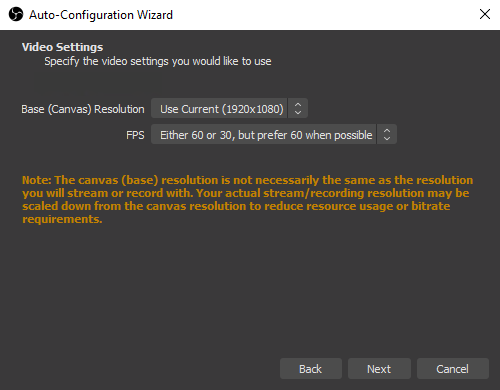 Auto-Configuration Wizard
Video Settings
Specify the video settings you would like to use
Base (Canvas) Resolution Use Current (1920x1080)
FPS Either 60 or 30, but prefer 60 when possible
Note: The canvas (base) resolution is not necessarily the same as the resolution
you will stream or record with. Your actual stream/recording resolution may be
scaled down from the canvas resolution to reduce resource usage or bitrate
requirements.
Back Next Cancel